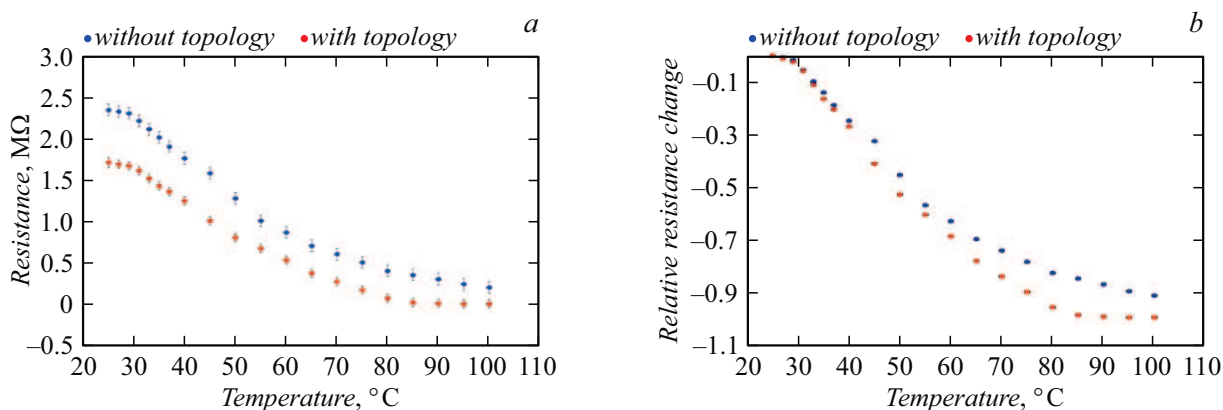 a
without topology with topology
3.0
2.5
2.0
1.5
1.0
0.5
0
–0.5
Resistance, MΩ
20 30 40 50 60 70 80 90 100 110
Temperature, °C
b
without topology with topology
–0.1
–0.3
–0.5
–0.7
–0.9
–1.1
Relative resistance change
20 30 40 50 60 70 80 90 100 110
Temperature, °C